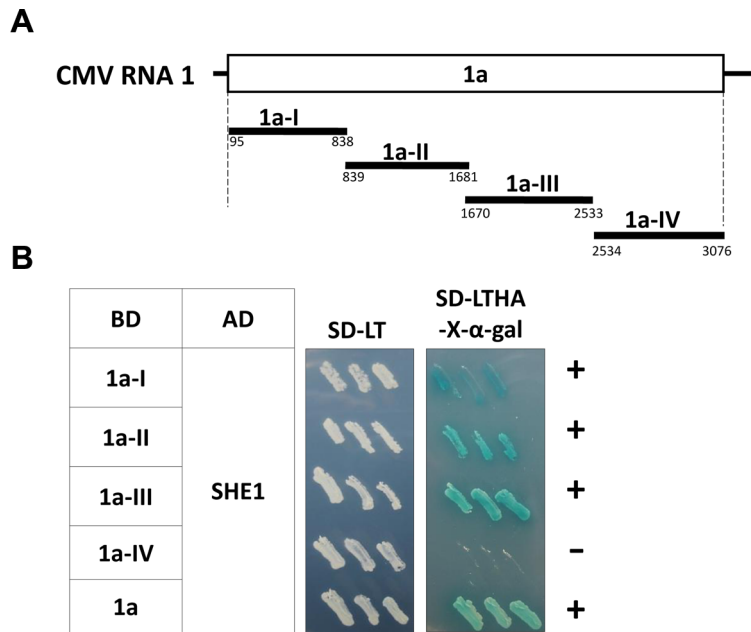 A
CMV RNA 1
1a
1a-I
95 838
1a-II
839 1681
1a-III
1670 2533
1a-IV
2534 3076
B
BD AD SD-LT SD-LTHA
-X-α-gal
1a-I +
1a-II +
1a-III SHE1 +
1a-IV –
1a +